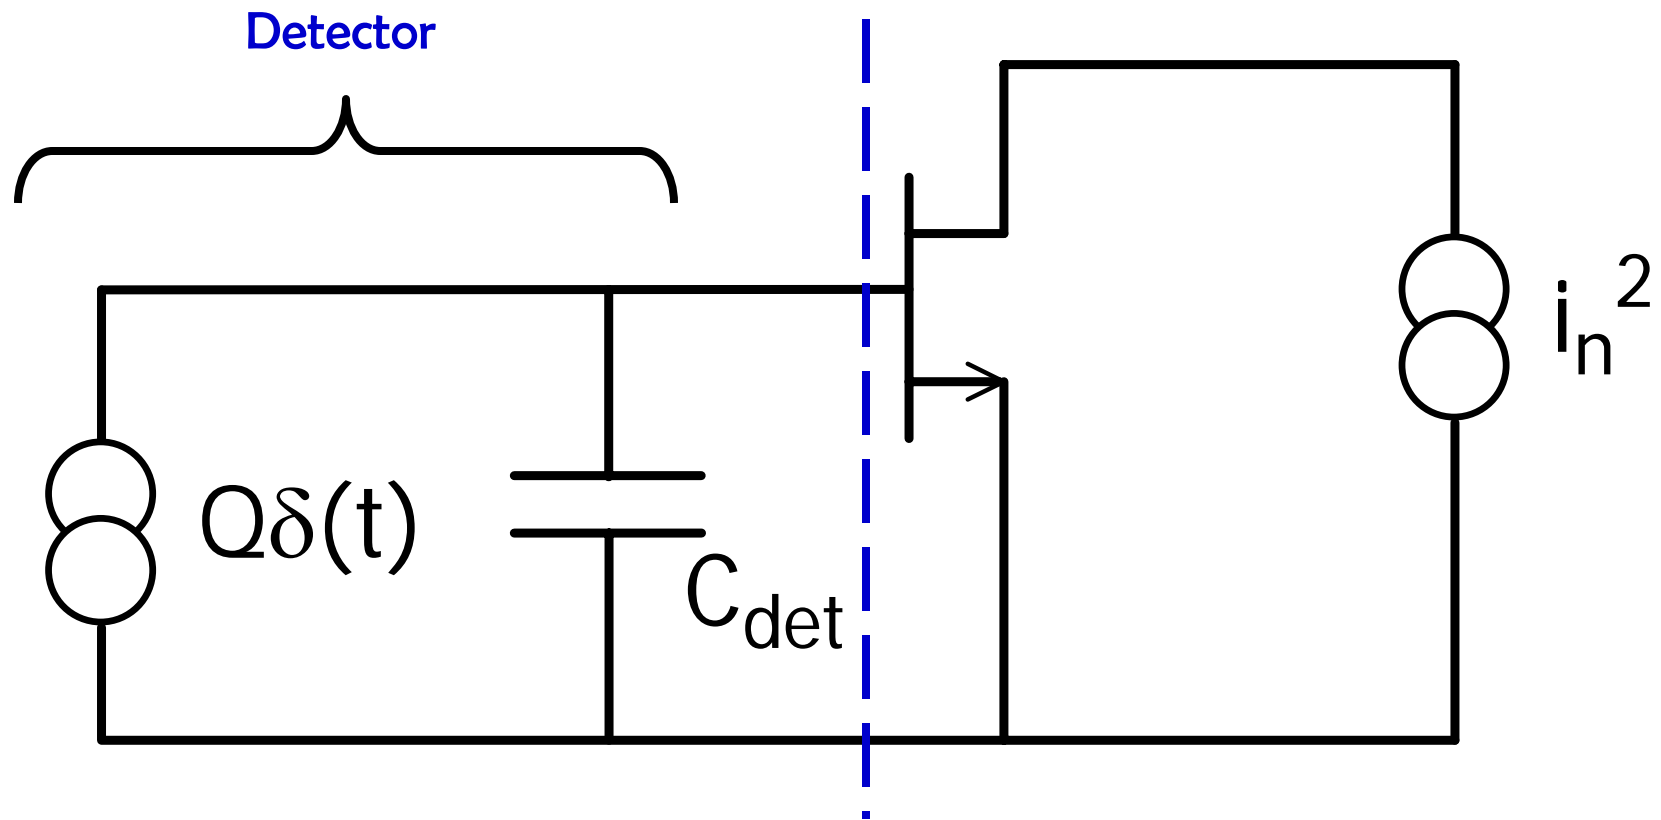 Detector
Qδ(t)
C_det
i_n^2